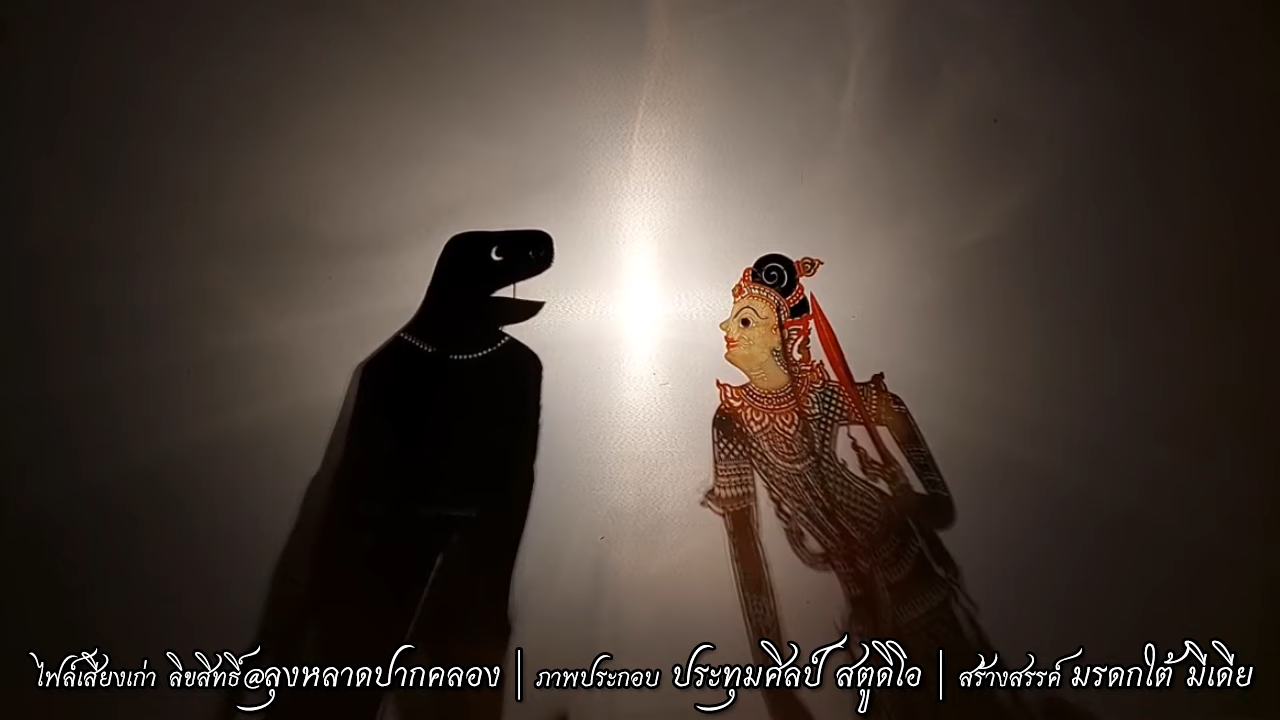 ไฟล์เสียงเก่า ลิขสิทธิ์@ลุงหลาดปากคลอง | ภาพประกอบ ประทุมศิลป์ สตูดิโอ | สร้างสรรค์ มรดกใต้ มีเดีย